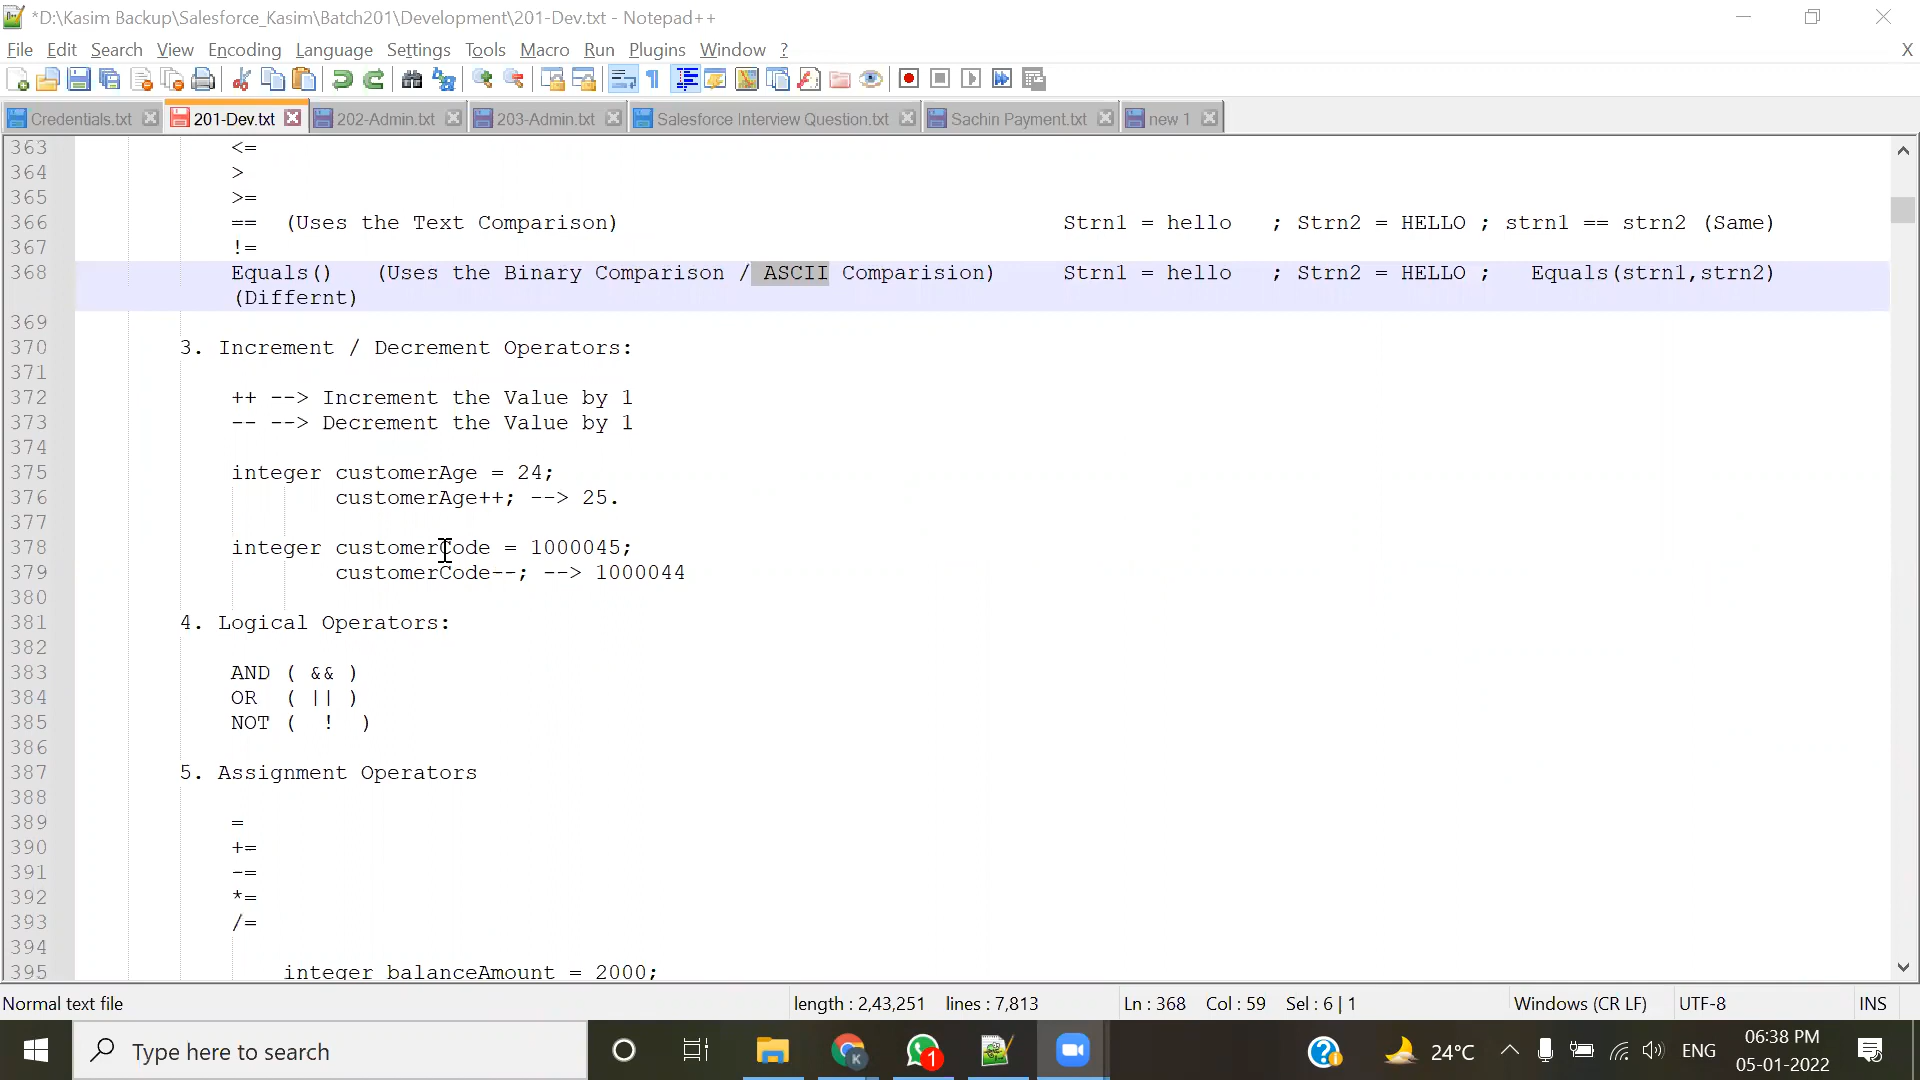 *D:\Kasim Backup\Salesforce_Kasim\Batch201\Development\201-Dev.txt - Notepad++
File Edit Search View Encoding Language Settings Tools Macro Run Plugins Window ? X
Credentials.txt 201-Dev.txt 202-Admin.txt 203-Admin.txt Salesforce Interview Question.txt Sachin Payment.txt new 1
363 <=
364 >
365 >=
366 == (Uses the Text Comparison) Strn1 = hello ; Strn2 = HELLO ; strn1 == strn2 (Same)
367 !=
368 Equals() (Uses the Binary Comparison / ASCII Comparision) Strn1 = hello ; Strn2 = HELLO ; Equals(strn1,strn2)
(Differnt)
369
370 3. Increment / Decrement Operators:
371
372 ++ --> Increment the Value by 1
373 -- --> Decrement the Value by 1
374
375 integer customerAge = 24;
376 customerAge++; --> 25.
377
378 integer customerCode = 1000045;
379 customerCode--; --> 1000044
380
381 4. Logical Operators:
382
383 AND ( && )
384 OR ( || )
385 NOT ( ! )
386
387 5. Assignment Operators
388
389 =
390 +=
391 -=
392 *=
393 /=
394
395 integer balanceAmount = 2000;
Normal text file length : 2,43,251 lines : 7,813 Ln : 368 Col : 59 Sel : 6 | 1 Windows (CR LF) UTF-8 INS
Type here to search K 1 24°C ENG 06:38 PM
05-01-2022